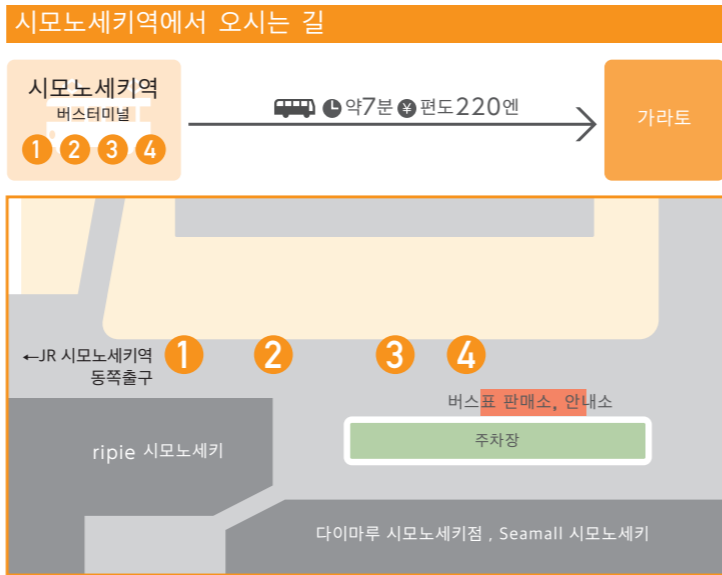 시모노세키역에서 오시는 길
시모노세키역
버스터미널
1 2 3 4
약7분 ¥ 편도220엔
가라토
1 2 3 4
←JR 시모노세키역
동쪽출구
버스표 판매소, 안내소
주차장
ripie 시모노세키
다이마루 시모노세키점 , Seamall 시모노세키